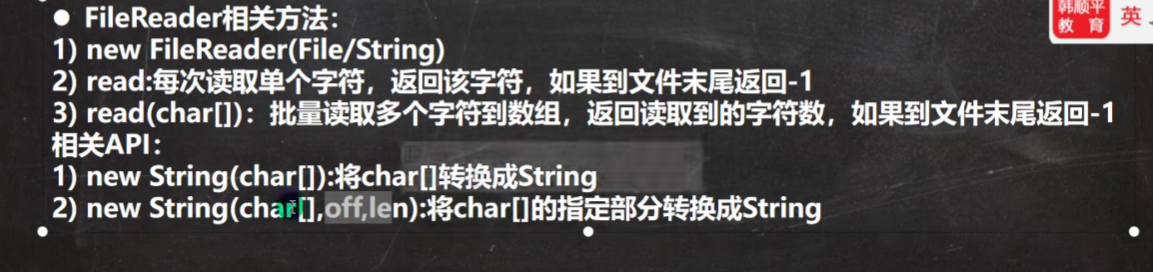 ● FileReader相关方法：
1) new FileReader(File/String)
2) read:每次读取单个字符，返回该字符，如果到文件末尾返回-1
3) read(char[])：批量读取多个字符到数组，返回读取到的字符数，如果到文件末尾返回-1
相关API：
1) new String(char[]):将char[]转换成String
2) new String(char[],off,len):将char[]的指定部分转换成String
韩顺平
教育
英